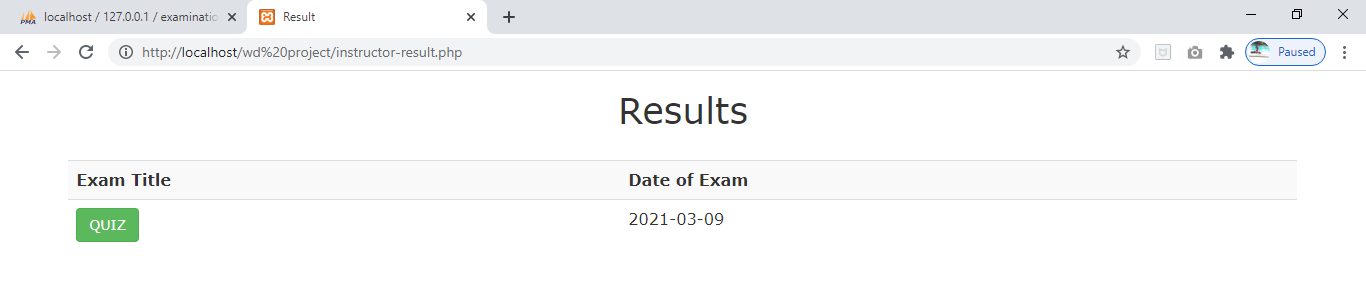 PMA localhost / 127.0.0.1 / examinatio Result
http://localhost/wd%20project/instructor-result.php Paused
Results
Exam Title Date of Exam
QUIZ 2021-03-09